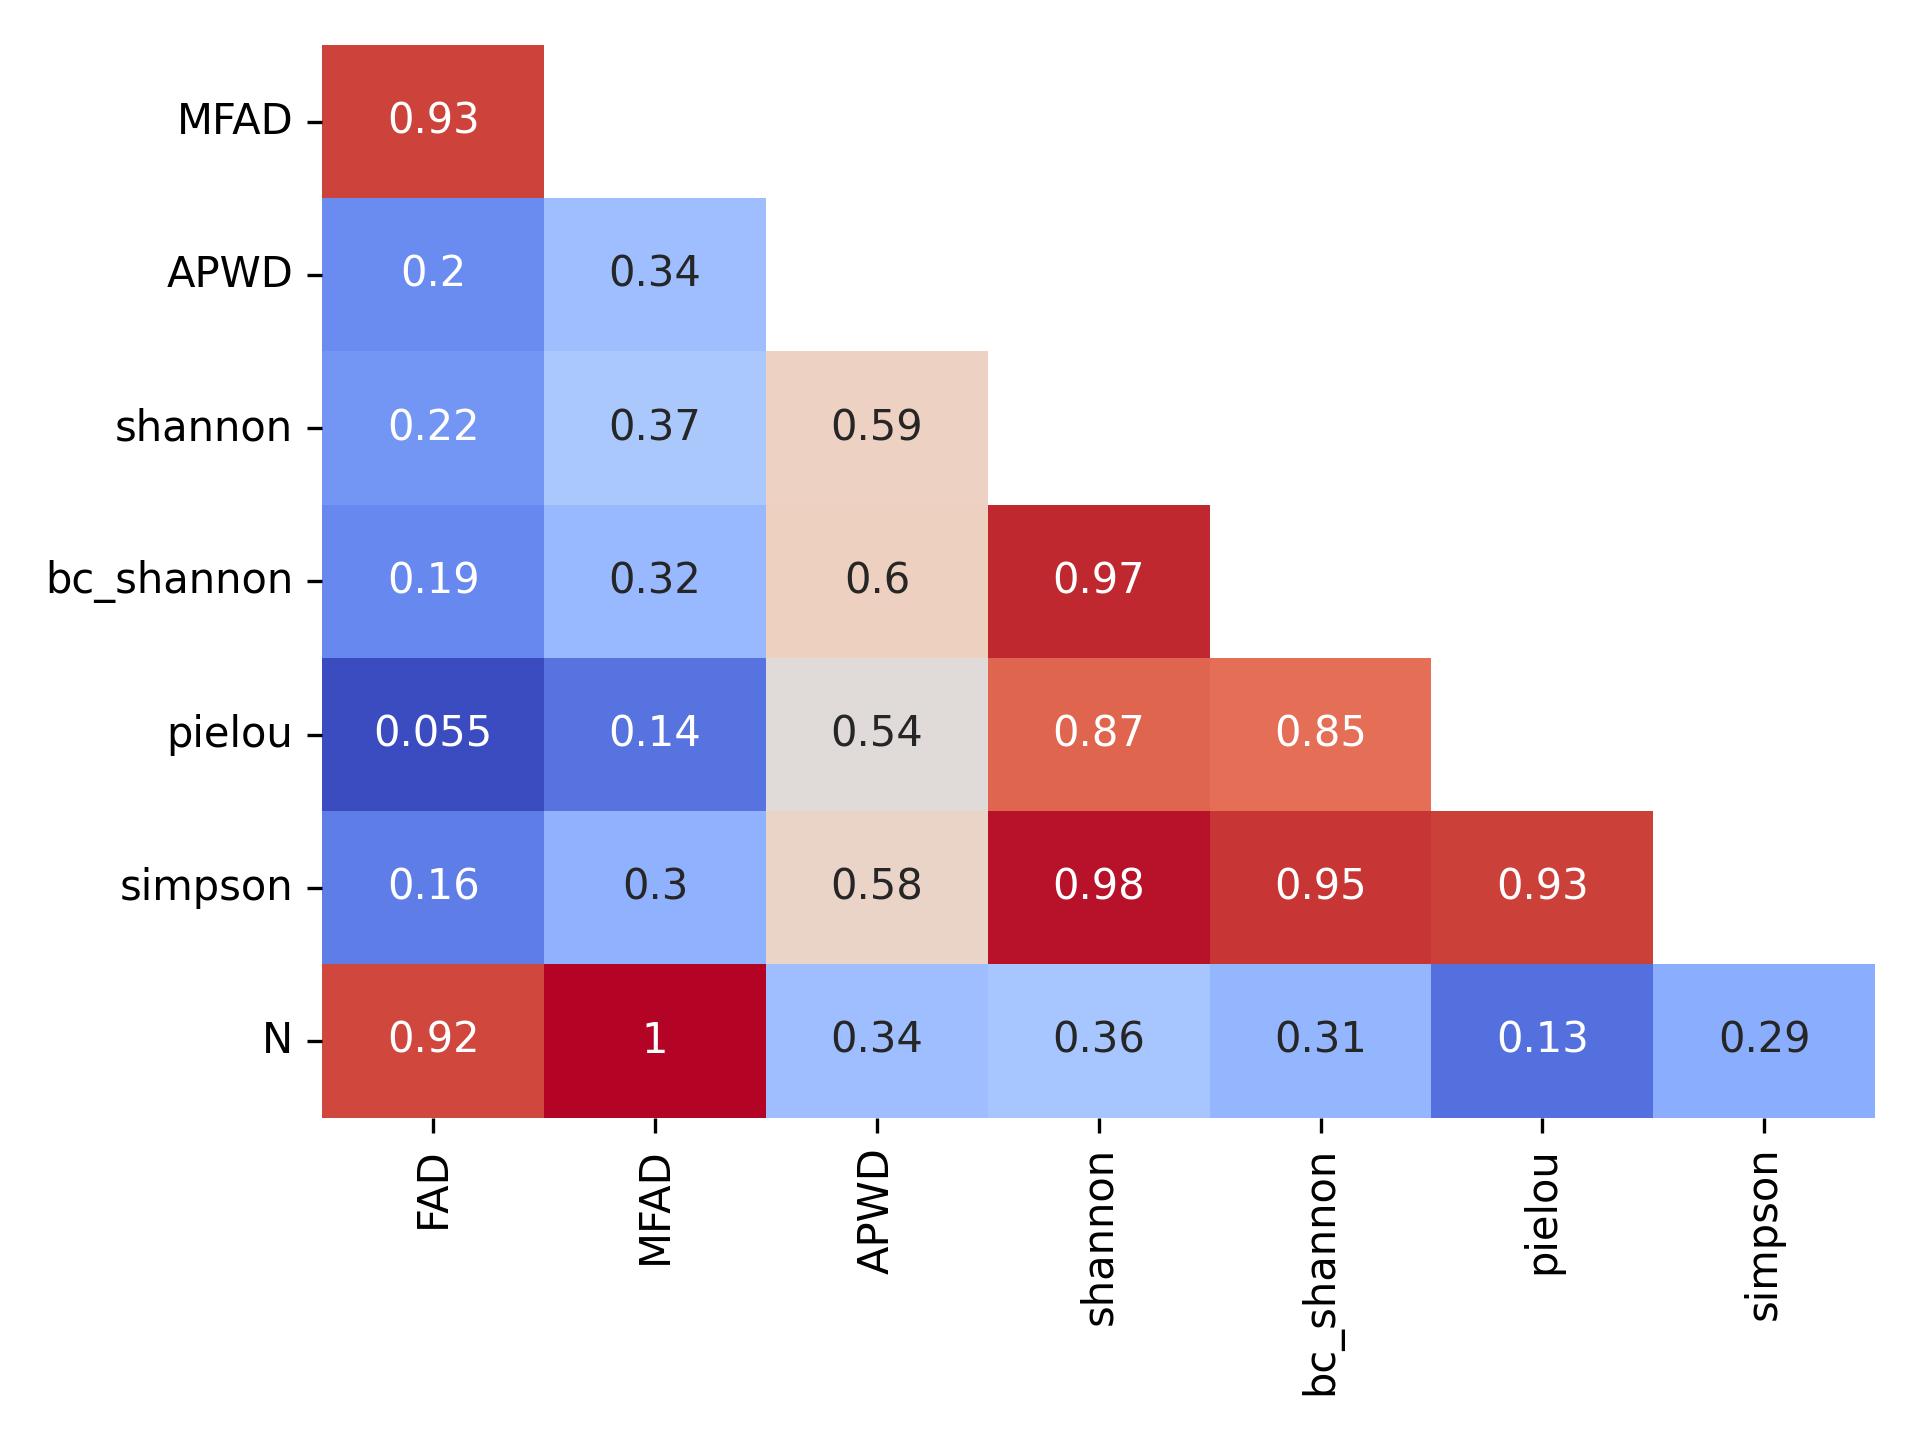 MFAD 0.93
APWD 0.2 0.34
shannon 0.22 0.37 0.59
bc_shannon 0.19 0.32 0.6 0.97
pielou 0.055 0.14 0.54 0.87 0.85
simpson 0.16 0.3 0.58 0.98 0.95 0.93
N 0.92 1 0.34 0.36 0.31 0.13 0.29
FAD MFAD APWD shannon bc_shannon pielou simpson